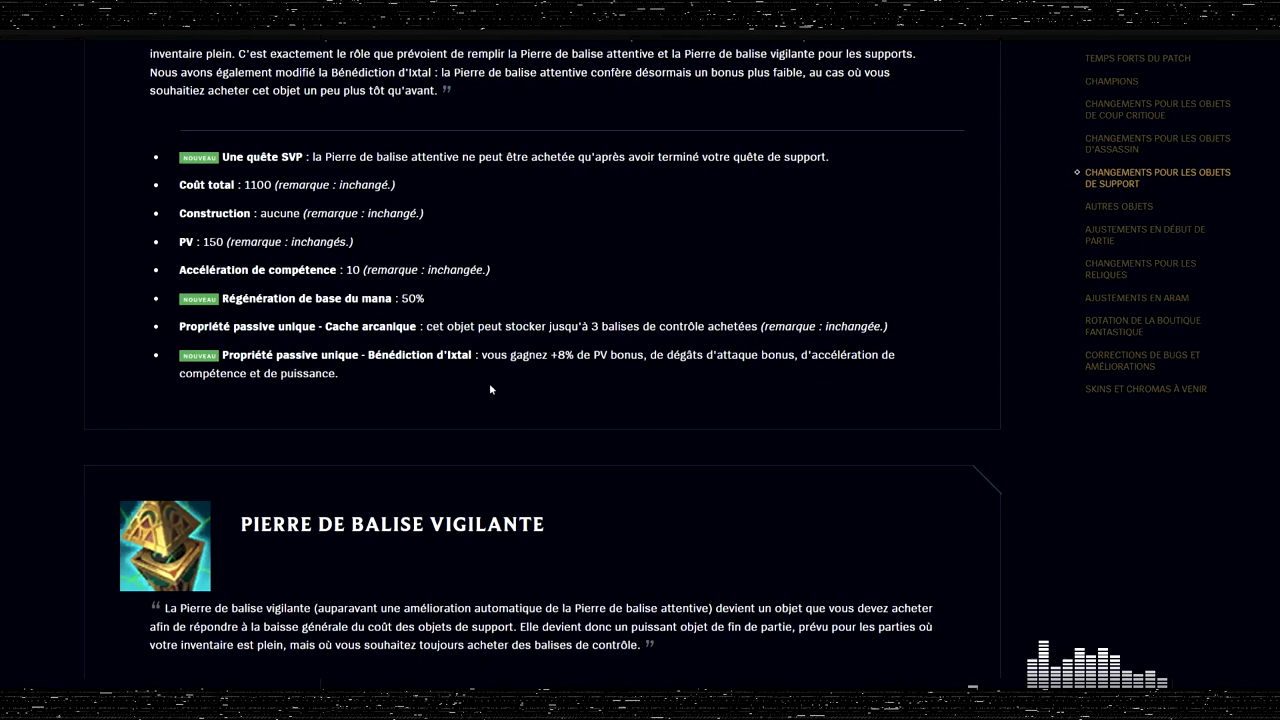 inventaire plein. C'est exactement le rôle que prévoient de remplir la Pierre de balise attentive et la Pierre de balise vigilante pour les supports.
Nous avons également modifié la Bénédiction d'Ixtal : la Pierre de balise attentive confère désormais un bonus plus faible, au cas où vous
souhaitiez acheter cet objet un peu plus tôt qu'avant. ”
• NOUVEAU Une quête SVP : la Pierre de balise attentive ne peut être achetée qu'après avoir terminé votre quête de support.
• Coût total : 1100 (remarque : inchangé.)
• Construction : aucune (remarque : inchangé.)
• PV : 150 (remarque : inchangés.)
• Accélération de compétence : 10 (remarque : inchangée.)
• NOUVEAU Régénération de base du mana : 50%
• Propriété passive unique - Cache arcanique : cet objet peut stocker jusqu'à 3 balises de contrôle achetées (remarque : inchangée.)
• NOUVEAU Propriété passive unique - Bénédiction d'Ixtal : vous gagnez +8% de PV bonus, de dégâts d'attaque bonus, d'accélération de
compétence et de puissance.
PIERRE DE BALISE VIGILANTE
“ La Pierre de balise vigilante (auparavant une amélioration automatique de la Pierre de balise attentive) devient un objet que vous devez acheter
afin de répondre à la baisse générale du coût des objets de support. Elle devient donc un puissant objet de fin de partie, prévu pour les parties où
votre inventaire est plein, mais où vous souhaitez toujours acheter des balises de contrôle. ”
TEMPS FORTS DU PATCH
CHAMPIONS
CHANGEMENTS POUR LES OBJETS
DE COUP CRITIQUE
CHANGEMENTS POUR LES OBJETS
D'ASSASSIN
CHANGEMENTS POUR LES OBJETS
DE SUPPORT
AUTRES OBJETS
AJUSTEMENTS EN DÉBUT DE
PARTIE
CHANGEMENTS POUR LES
RELIQUES
AJUSTEMENTS EN ARAM
ROTATION DE LA BOUTIQUE
FANTASTIQUE
CORRECTIONS DE BUGS ET
AMÉLIORATIONS
SKINS ET CHROMAS À VENIR